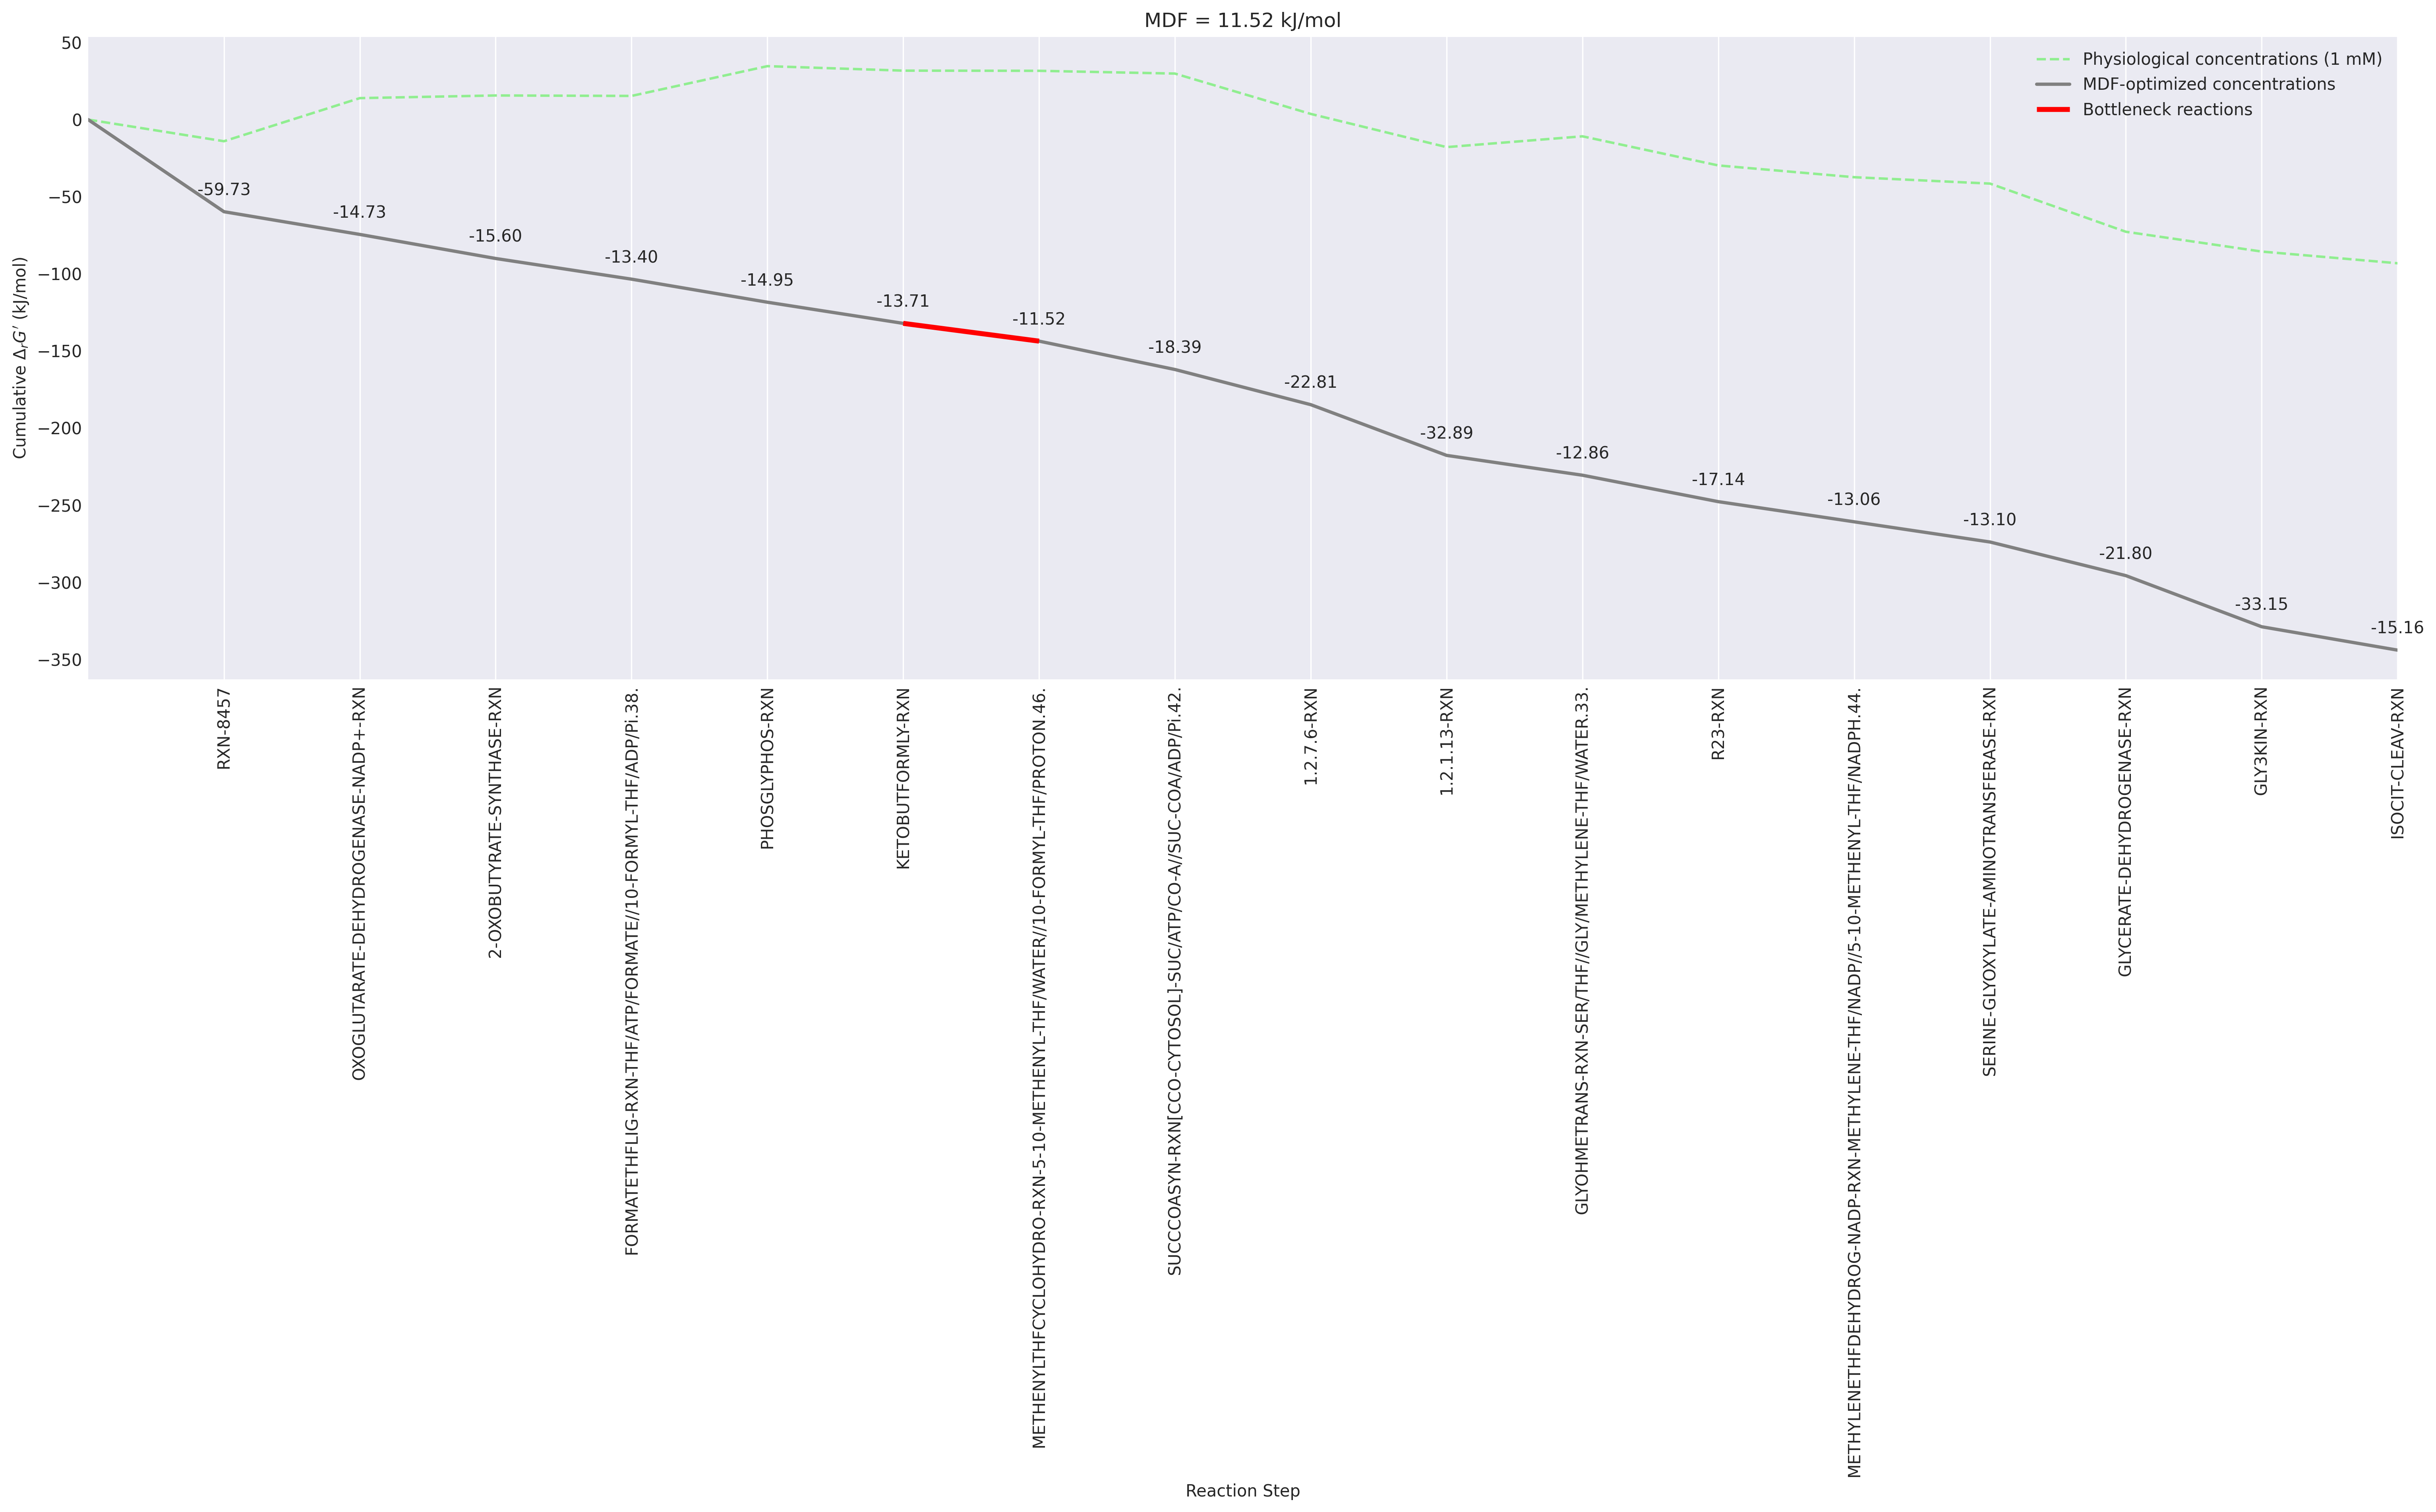 MDF = 11.52 kJ/mol
Physiological concentrations (1 mM)
MDF-optimized concentrations
Bottleneck reactions
Cumulative ΔrG′ (kJ/mol)
50
0
−50
−100
−150
−200
−250
−300
−350
-59.73
-14.73
-15.60
-13.40
-14.95
-13.71
-11.52
-18.39
-22.81
-32.89
-12.86
-17.14
-13.06
-13.10
-21.80
-33.15
-15.16
RXN-8457
OXOGLUTARATE-DEHYDROGENASE-NADP+-RXN
2-OXOBUTYRATE-SYNTHASE-RXN
FORMATETHFLIG-RXN-THF/ATP/FORMATE//10-FORMYL-THF/ADP/Pi.38.
PHOSGLYPHOS-RXN
KETOBUTFORMLY-RXN
METHENYLTHFCYCLOHYDRO-RXN-5-10-METHENYL-THF/WATER//10-FORMYL-THF/PROTON.46.
SUCCCOASYN-RXN[CCO-CYTOSOL]-SUC/ATP/CO-A//SUC-COA/ADP/Pi.42.
1.2.7.6-RXN
1.2.1.13-RXN
GLYOHMETRANS-RXN-SER/THF//GLY/METHYLENE-THF/WATER.33.
R23-RXN
METHYLENETHFDEHYDROG-NADP-RXN-METHYLENE-THF/NADP//5-10-METHENYL-THF/NADPH.44.
SERINE-GLYOXYLATE-AMINOTRANSFERASE-RXN
GLYCERATE-DEHYDROGENASE-RXN
GLY3KIN-RXN
ISOCIT-CLEAV-RXN
Reaction Step